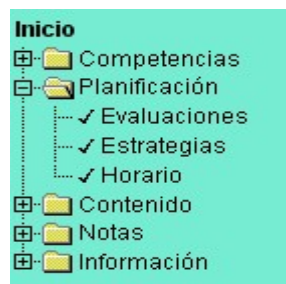 Inicio
Competencias
Planificación
Evaluaciones
Estrategias
Horario
Contenido
Notas
Información